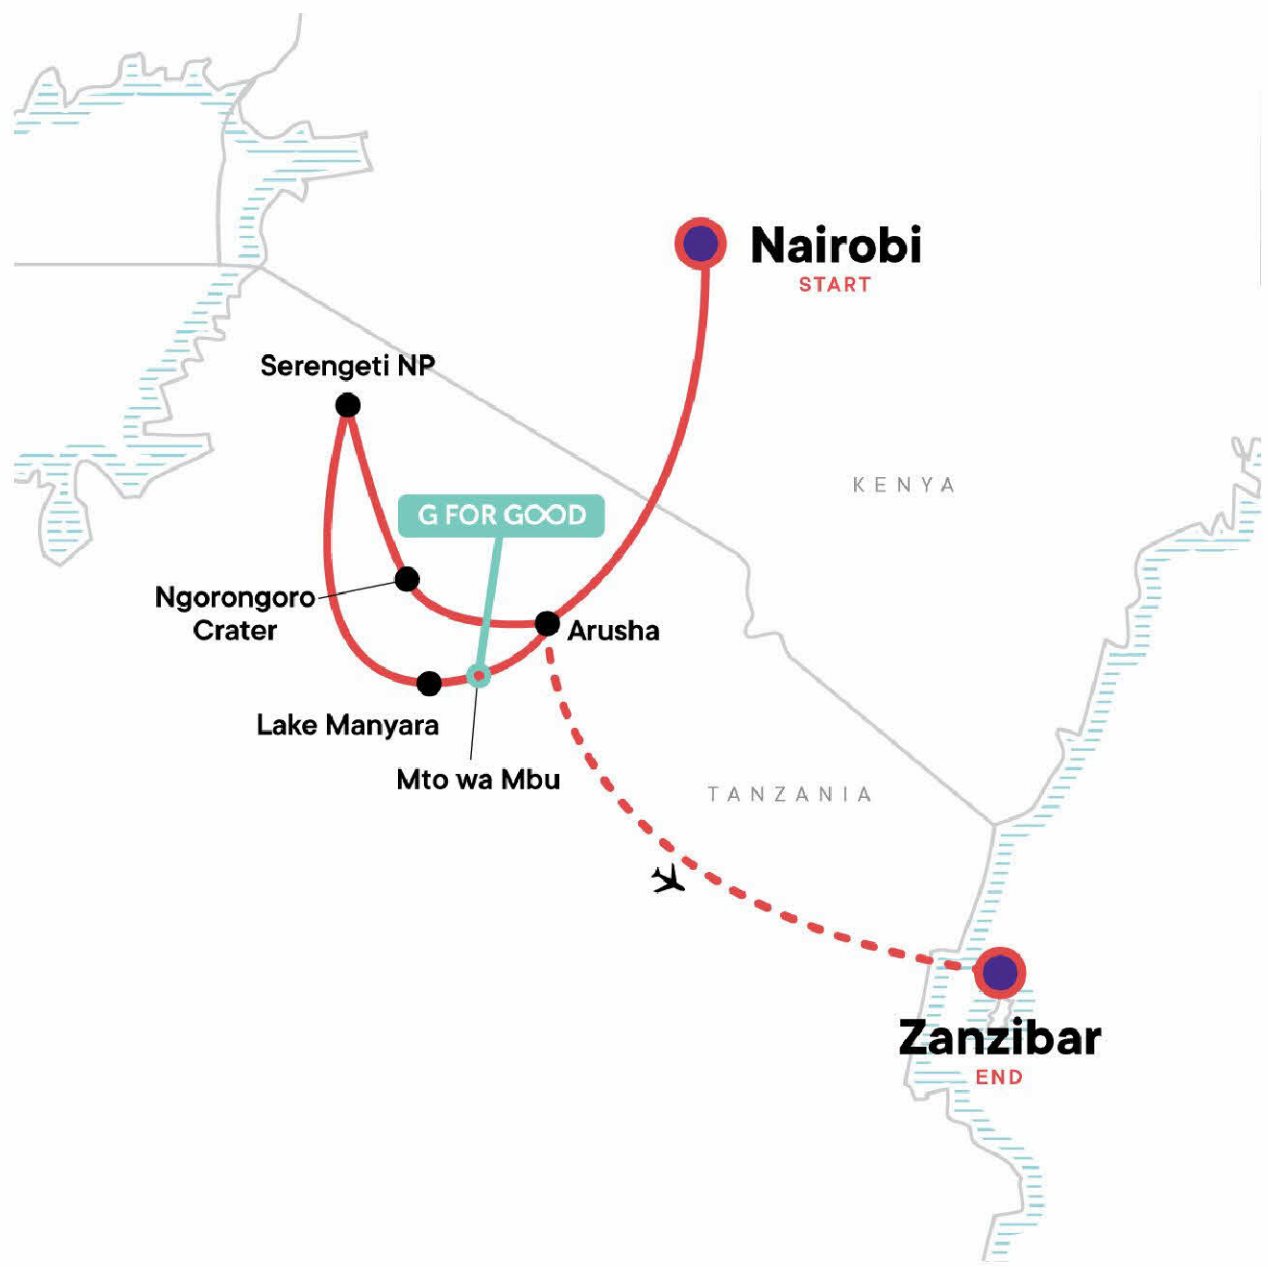 Nairobi
START
Serengeti NP
KENYA
G FOR GOOD
Ngorongoro
Crater
Arusha
Lake Manyara
Mto wa Mbu
TANZANIA
Zanzibar
END